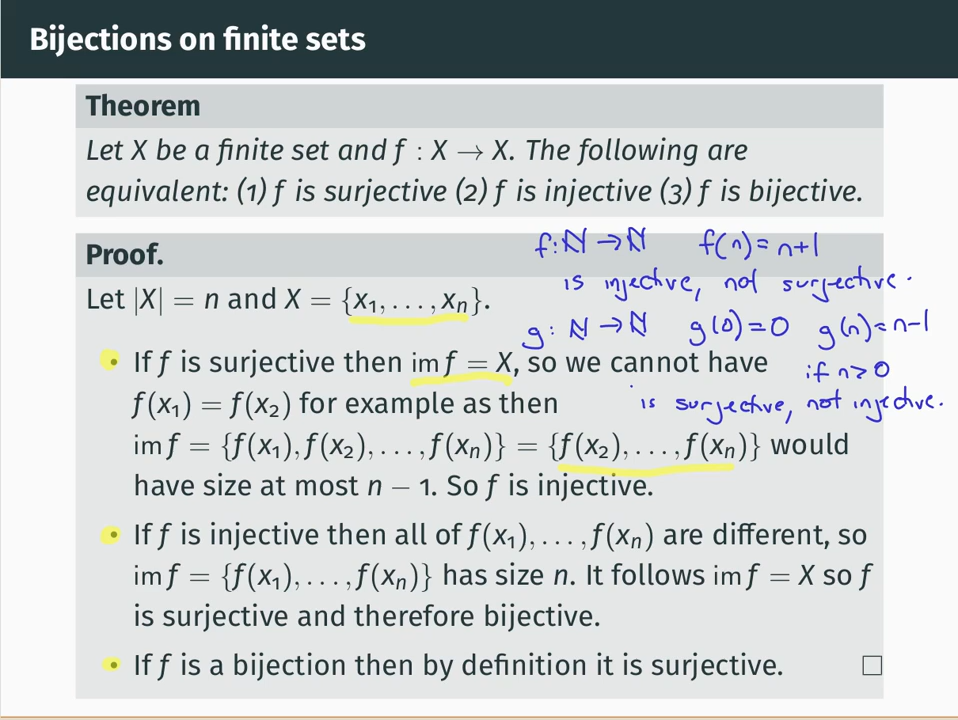 Bijections on finite sets
Theorem
Let X be a finite set and f : X → X. The following are
equivalent: (1) f is surjective (2) f is injective (3) f is bijective.
Proof.
f: ℕ → ℕ f(n) = n+1
is injective, not surjective.
Let |X| = n and X = {x₁, . . . , xₙ}.
g: ℕ → ℕ g(0) = 0 g(n) = n-1
if n > 0
• If f is surjective then im f = X, so we cannot have
f(x₁) = f(x₂) for example as then
is surjective, not injective.
im f = {f(x₁), f(x₂), . . . , f(xₙ)} = {f(x₂), . . . , f(xₙ)} would
have size at most n − 1. So f is injective.
• If f is injective then all of f(x₁), . . . , f(xₙ) are different, so
im f = {f(x₁), . . . , f(xₙ)} has size n. It follows im f = X so f
is surjective and therefore bijective.
• If f is a bijection then by definition it is surjective. □